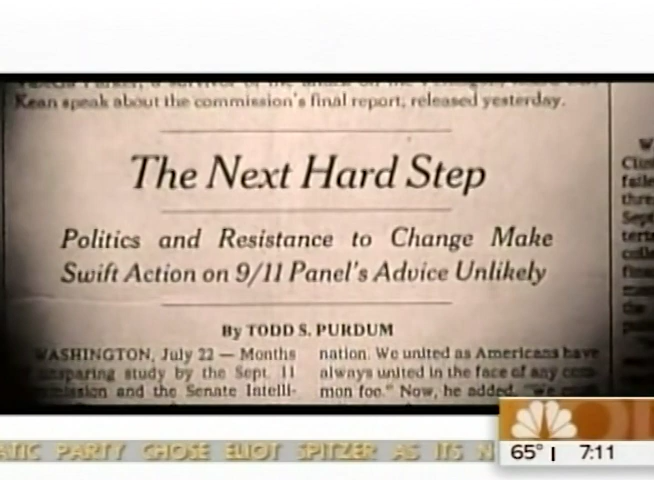 Kean speak about the commission's final report, released yesterday.
The Next Hard Step
Politics and Resistance to Change Make
Swift Action on 9/11 Panel's Advice Unlikely
By TODD S. PURDUM
WASHINGTON, July 22 — Months
sparing study by the Sept. 11
and the Senate Intelli-
nation. We united as Americans have
always united in the face of any com-
mon foe." Now, he added,
ATIC PARTY CHOSE ELIOT SPITZER AS ITS N
65° 7:11